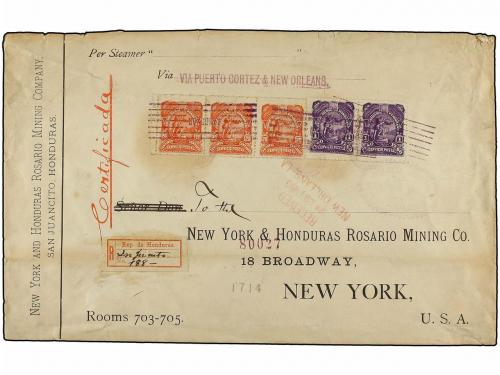 NEW YORK AND HONDURAS ROSARIO MINING COMPANY,
SAN JUANCITO, HONDURAS.
Per Steamer "
Via VIA PUERTO CORTEZ & NEW ORLEANS,
Certificada
To the
NEW YORK & HONDURAS ROSARIO MINING CO.
80027
18 BROADWAY,
1714
NEW YORK,
Rooms 703-705.
U. S. A.
R
Rep. de Honduras
188